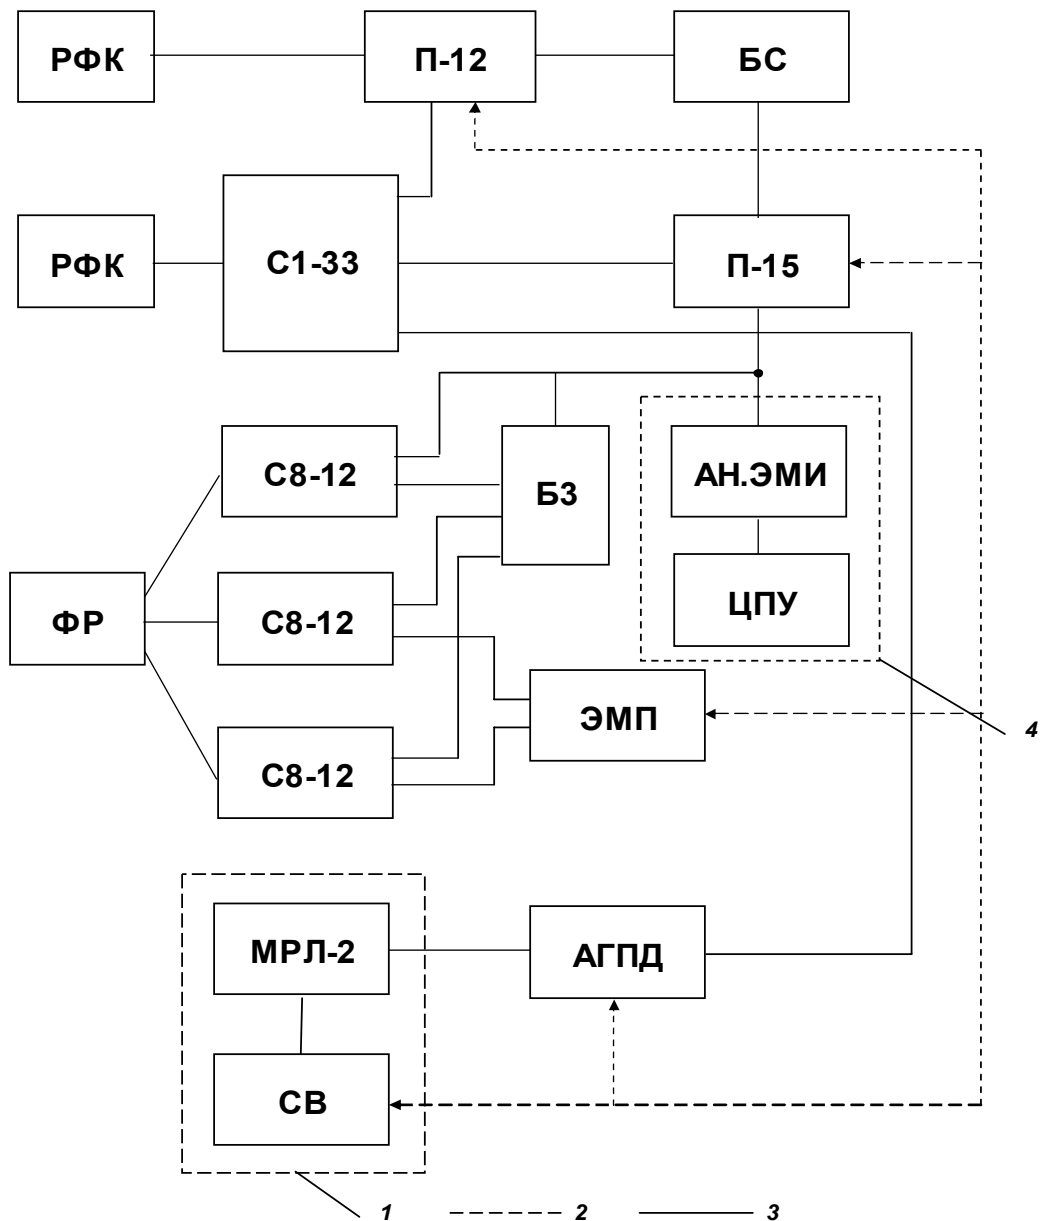 РФК
П-12
БС
РФК
С1-33
П-15
С8-12
Б3
АН.ЭМИ
ФР
С8-12
ЦПУ
ЭМП
4
С8-12
МРЛ-2
АГПД
СВ
1
2
3